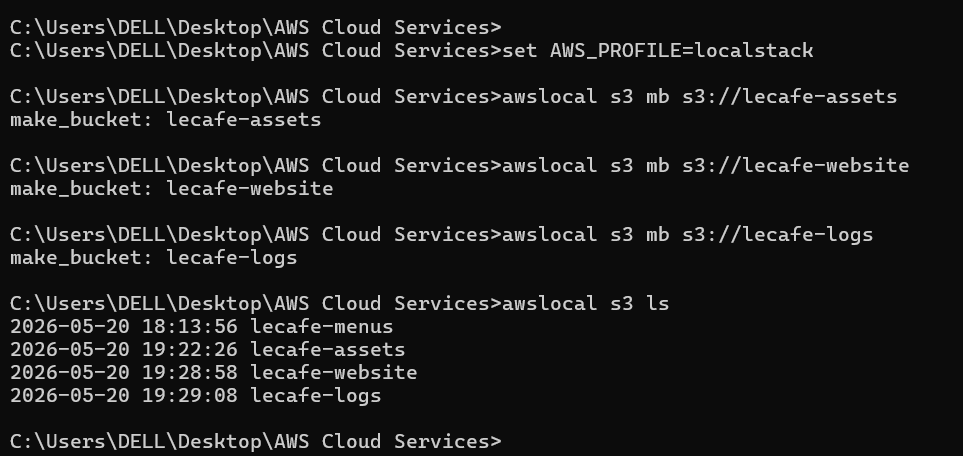 C:\Users\DELL\Desktop\AWS Cloud Services>
C:\Users\DELL\Desktop\AWS Cloud Services>set AWS_PROFILE=localstack
C:\Users\DELL\Desktop\AWS Cloud Services>awslocal s3 mb s3://lecafe-assets
make_bucket: lecafe-assets
C:\Users\DELL\Desktop\AWS Cloud Services>awslocal s3 mb s3://lecafe-website
make_bucket: lecafe-website
C:\Users\DELL\Desktop\AWS Cloud Services>awslocal s3 mb s3://lecafe-logs
make_bucket: lecafe-logs
C:\Users\DELL\Desktop\AWS Cloud Services>awslocal s3 ls
2026-05-20 18:13:56 lecafe-menus
2026-05-20 19:22:26 lecafe-assets
2026-05-20 19:28:58 lecafe-website
2026-05-20 19:29:08 lecafe-logs
C:\Users\DELL\Desktop\AWS Cloud Services>